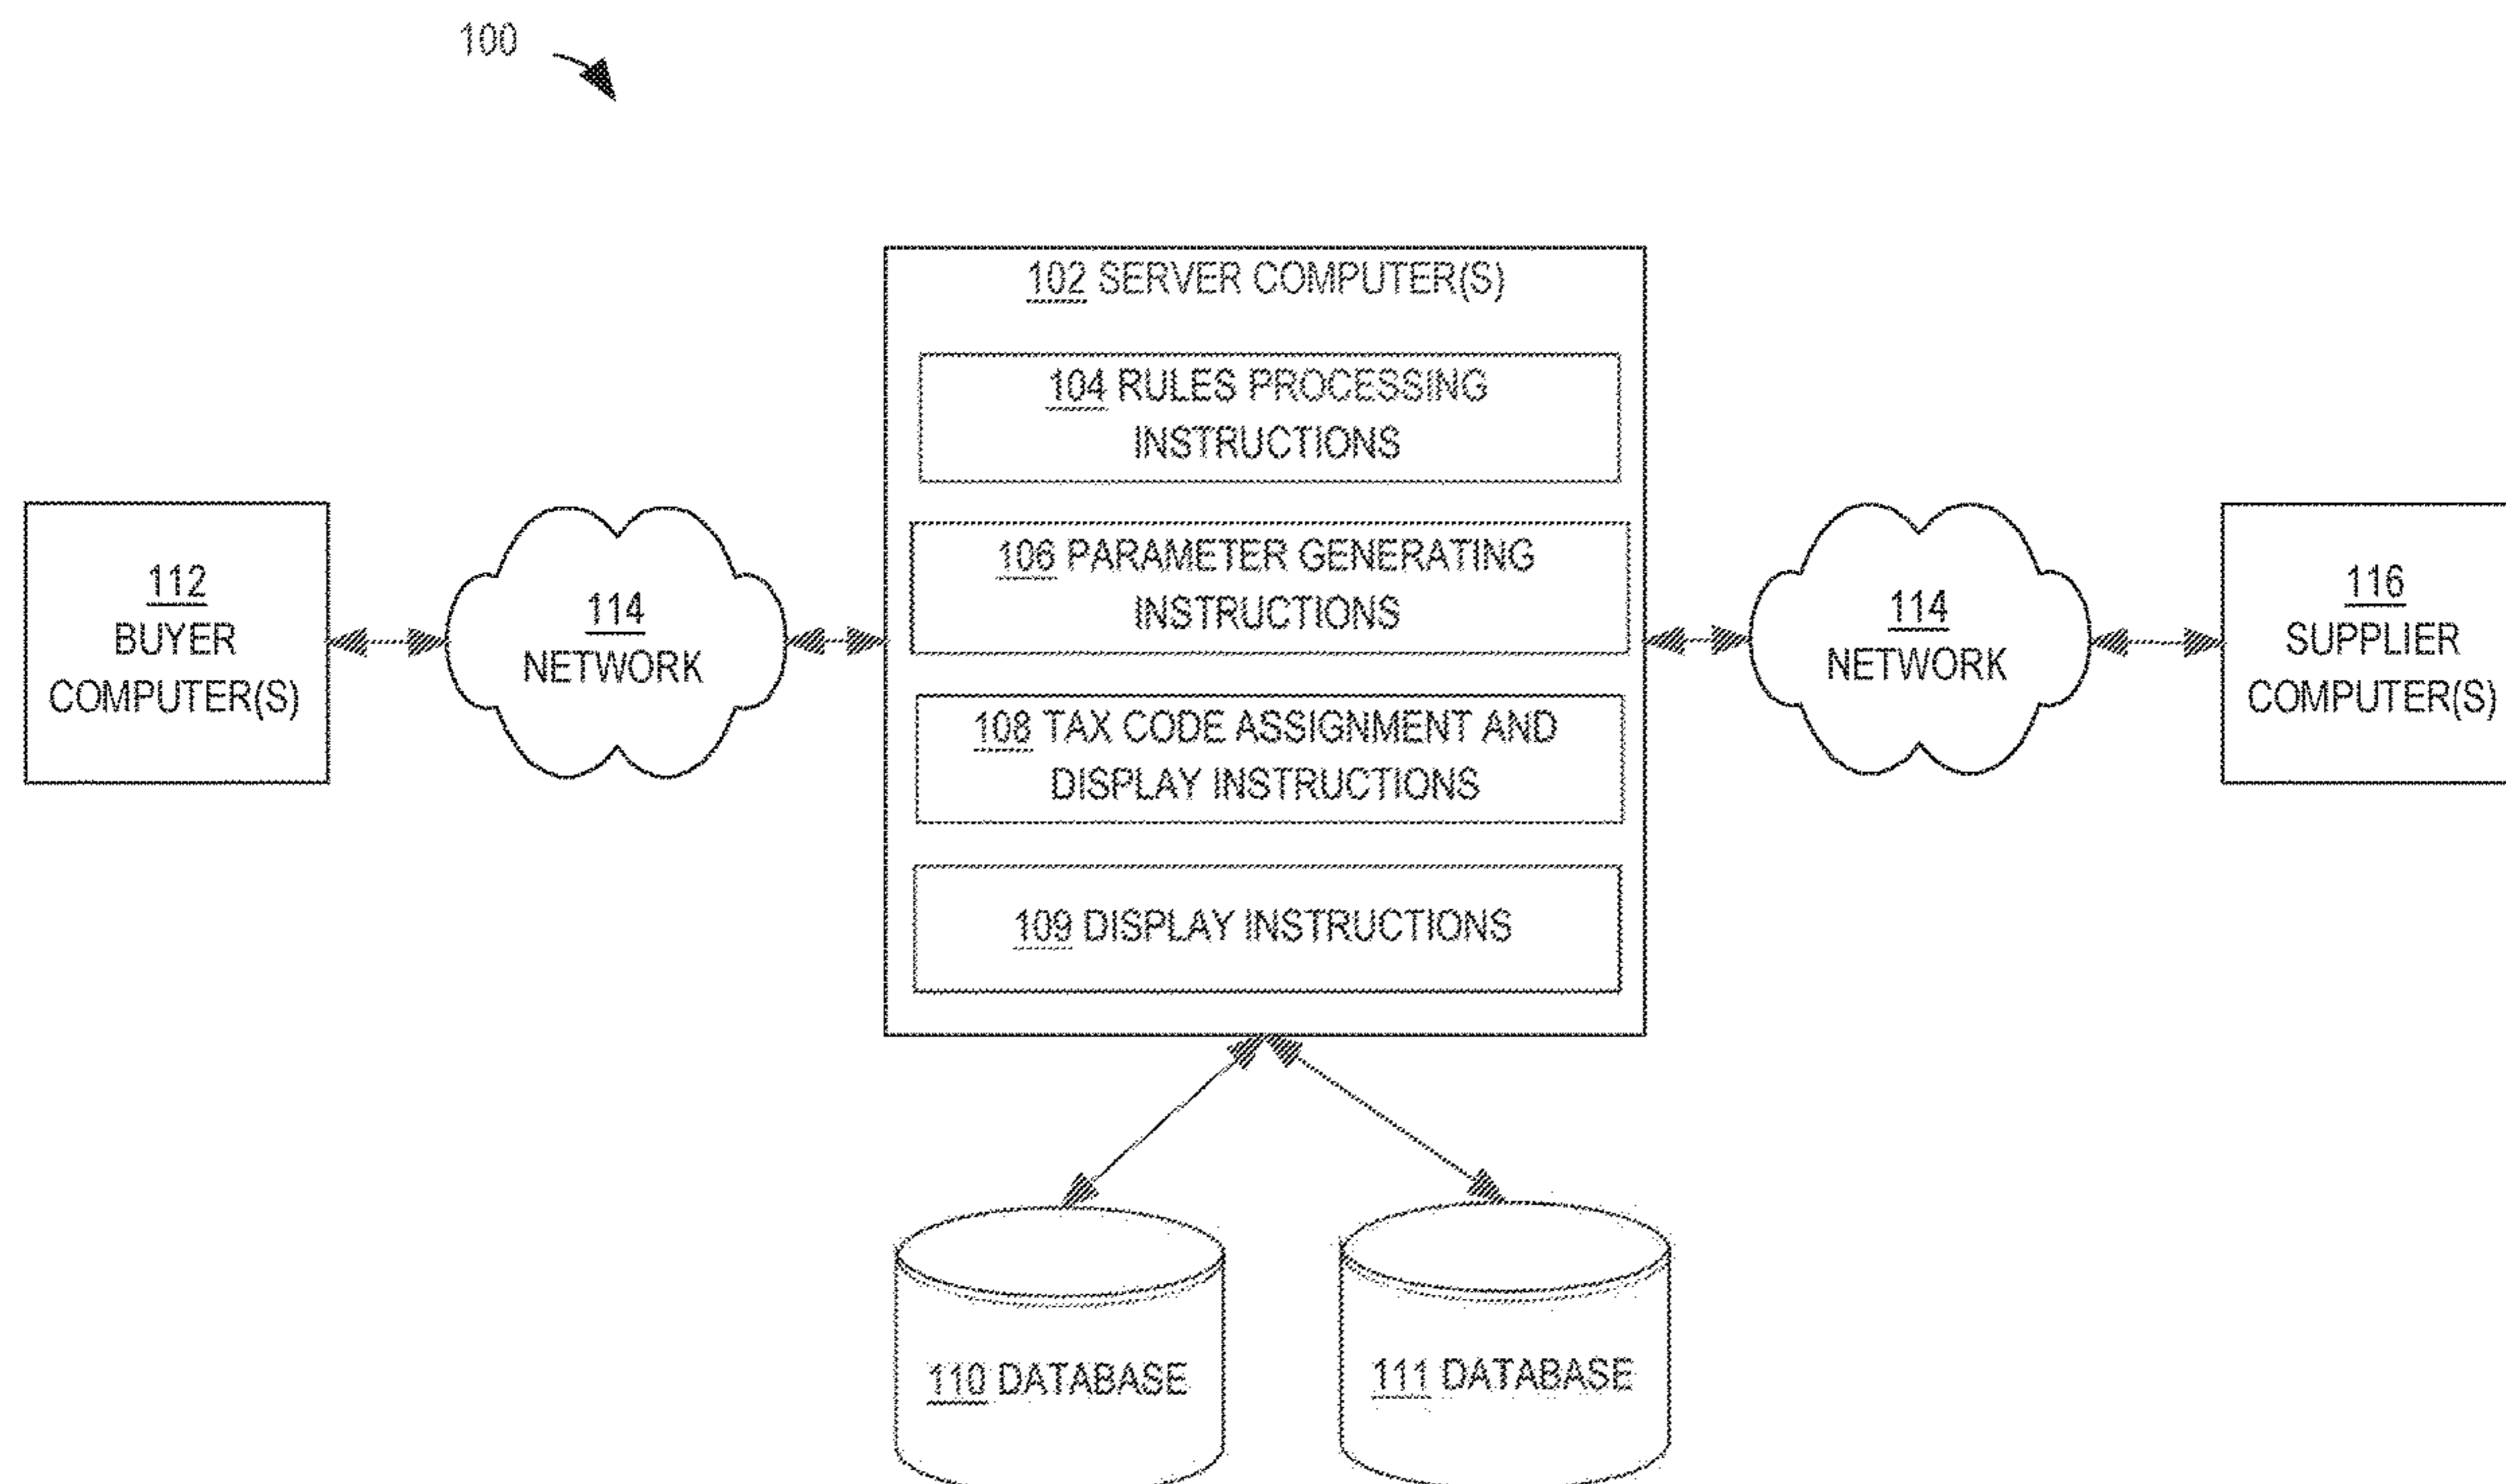 100
102 SERVER COMPUTER(S)
104 RULES PROCESSING
INSTRUCTIONS
106 PARAMETER GENERATING
INSTRUCTIONS
108 TAX CODE ASSIGNMENT AND
DISPLAY INSTRUCTIONS
109 DISPLAY INSTRUCTIONS
112
BUYER
COMPUTER(S)
114
NETWORK
114
NETWORK
116
SUPPLIER
COMPUTER(S)
110 DATABASE
111 DATABASE